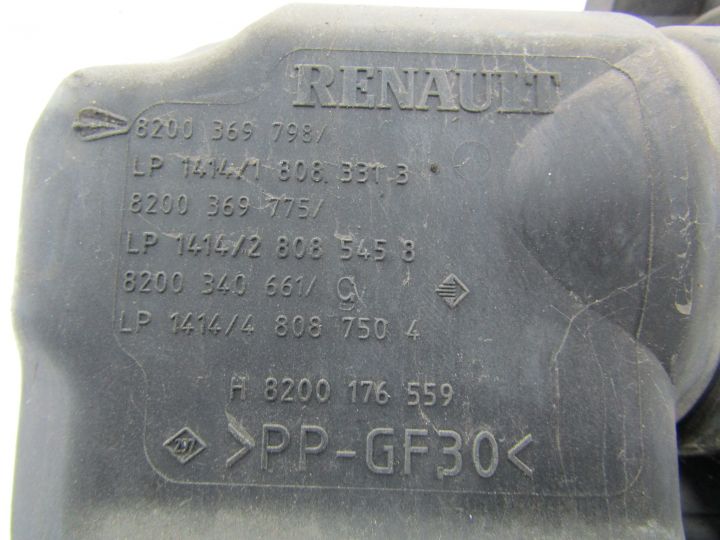 RENAULT
8200 369 798/
LP 1414/1 808 331 3
8200 369 775/
LP 1414/2 808 545 8
8200 340 661/ G
LP 1414/4 808 750 4
H 8200 176 559
297 >PP-GF30<